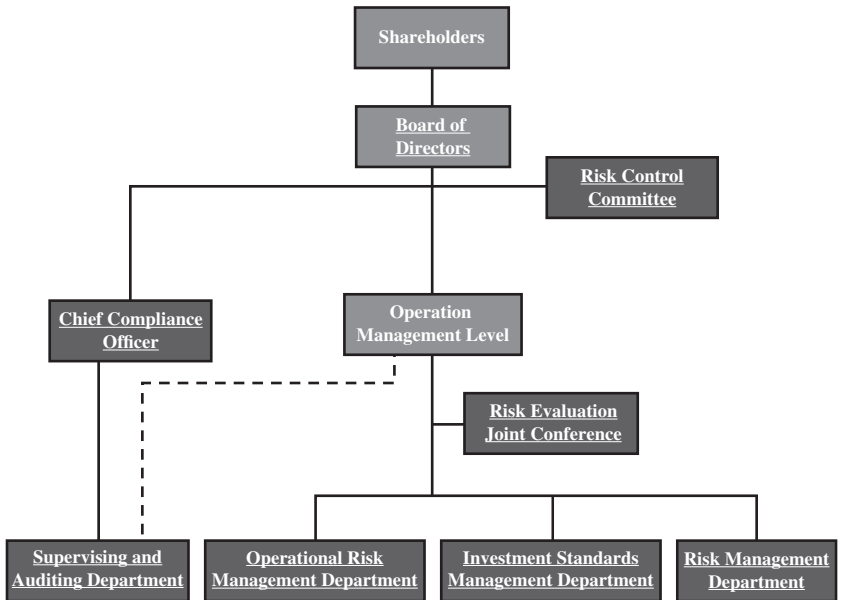 Shareholders
Board of
Directors
Risk Control
Committee
Chief Compliance
Officer
Operation
Management Level
Risk Evaluation
Joint Conference
Supervising and
Auditing Department
Operational Risk
Management Department
Investment Standards
Management Department
Risk Management
Department